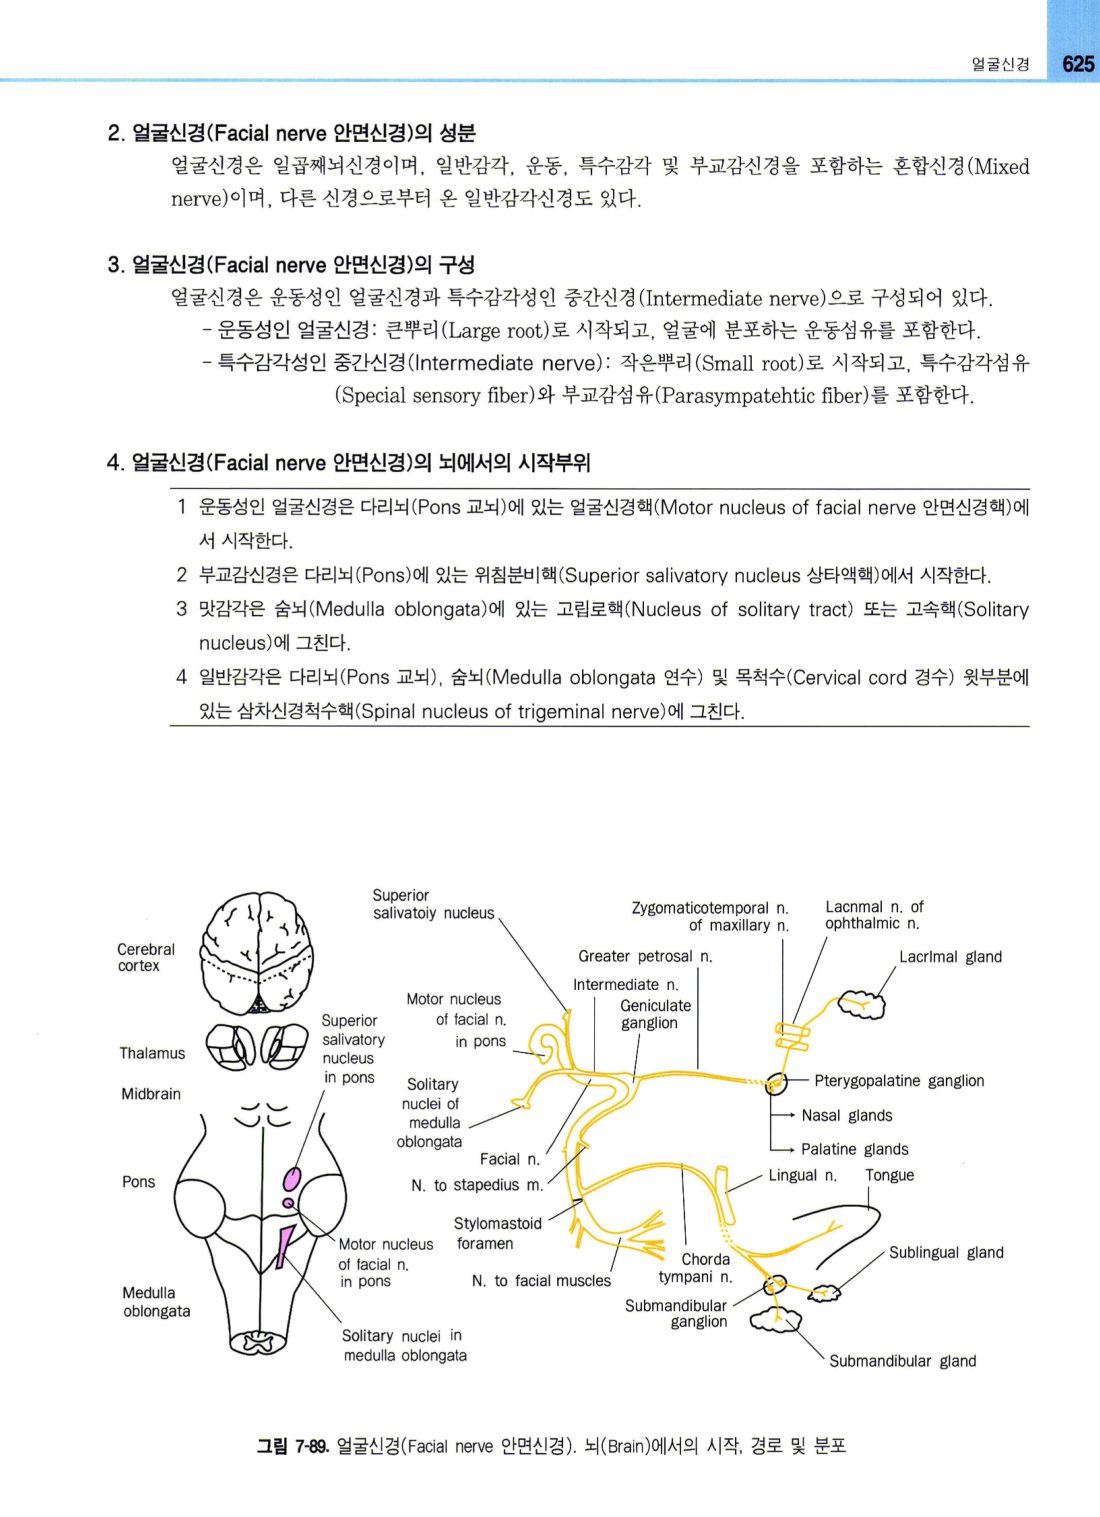 얼굴신경 625
2. 얼굴신경(Facial nerve 안면신경)의 성분
얼굴신경은 일곱째뇌신경이며, 일반감각, 운동, 특수감각 및 부교감신경을 포함하는 혼합신경(Mixed
nerve)이며, 다른 신경으로부터 온 일반감각신경도 있다.
3. 얼굴신경(Facial nerve 안면신경)의 구성
얼굴신경은 운동성인 얼굴신경과 특수감각성인 중간신경(Intermediate nerve)으로 구성되어 있다.
- 운동성인 얼굴신경: 큰뿌리(Large root)로 시작되고, 얼굴에 분포하는 운동섬유를 포함한다.
- 특수감각성인 중간신경(Intermediate nerve): 작은뿌리(Small root)로 시작되고, 특수감각섬유
(Special sensory fiber)와 부교감섬유(Parasympatehtic fiber)를 포함한다.
4. 얼굴신경(Facial nerve 안면신경)의 뇌에서의 시작부위
1 운동성인 얼굴신경은 다리뇌(Pons 교뇌)에 있는 얼굴신경핵(Motor nucleus of facial nerve 안면신경핵)에
서 시작한다.
2 부교감신경은 다리뇌(Pons)에 있는 위침분비핵(Superior salivatory nucleus 상타액핵)에서 시작한다.
3 맛감각은 숨뇌(Medulla oblongata)에 있는 고립로핵(Nucleus of solitary tract) 또는 고속핵(Solitary
nucleus)에 그친다.
4 일반감각은 다리뇌(Pons 교뇌), 숨뇌(Medulla oblongata 연수) 및 목척수(Cervical cord 경수) 윗부분에
있는 삼차신경척수핵(Spinal nucleus of trigeminal nerve)에 그친다.
Cerebral
cortex
Thalamus
Midbrain
Pons
Medulla
oblongata
Superior
salivatory
nucleus
in pons
Motor nucleus
of facial n.
in pons
Solitary nuclei in
medulla oblongata
Superior
salivatoiy nucleus
Motor nucleus
of facial n.
in pons
Solitary
nuclei of
medulla
oblongata
Facial n.
N. to stapedius m.
Stylomastoid
foramen
N. to facial muscles
Intermediate n.
Geniculate
ganglion
Greater petrosal n.
Zygomaticotemporal n.
of maxillary n.
Lacnmal n. of
ophthalmic n.
Lacrlmal gland
Pterygopalatine ganglion
Nasal glands
Palatine glands
Lingual n.
Tongue
Sublingual gland
Chorda
tympani n.
Submandibular
ganglion
Submandibular gland
그림 7-89. 얼굴신경(Facial nerve 안면신경). 뇌(Brain)에서의 시작, 경로 및 분포